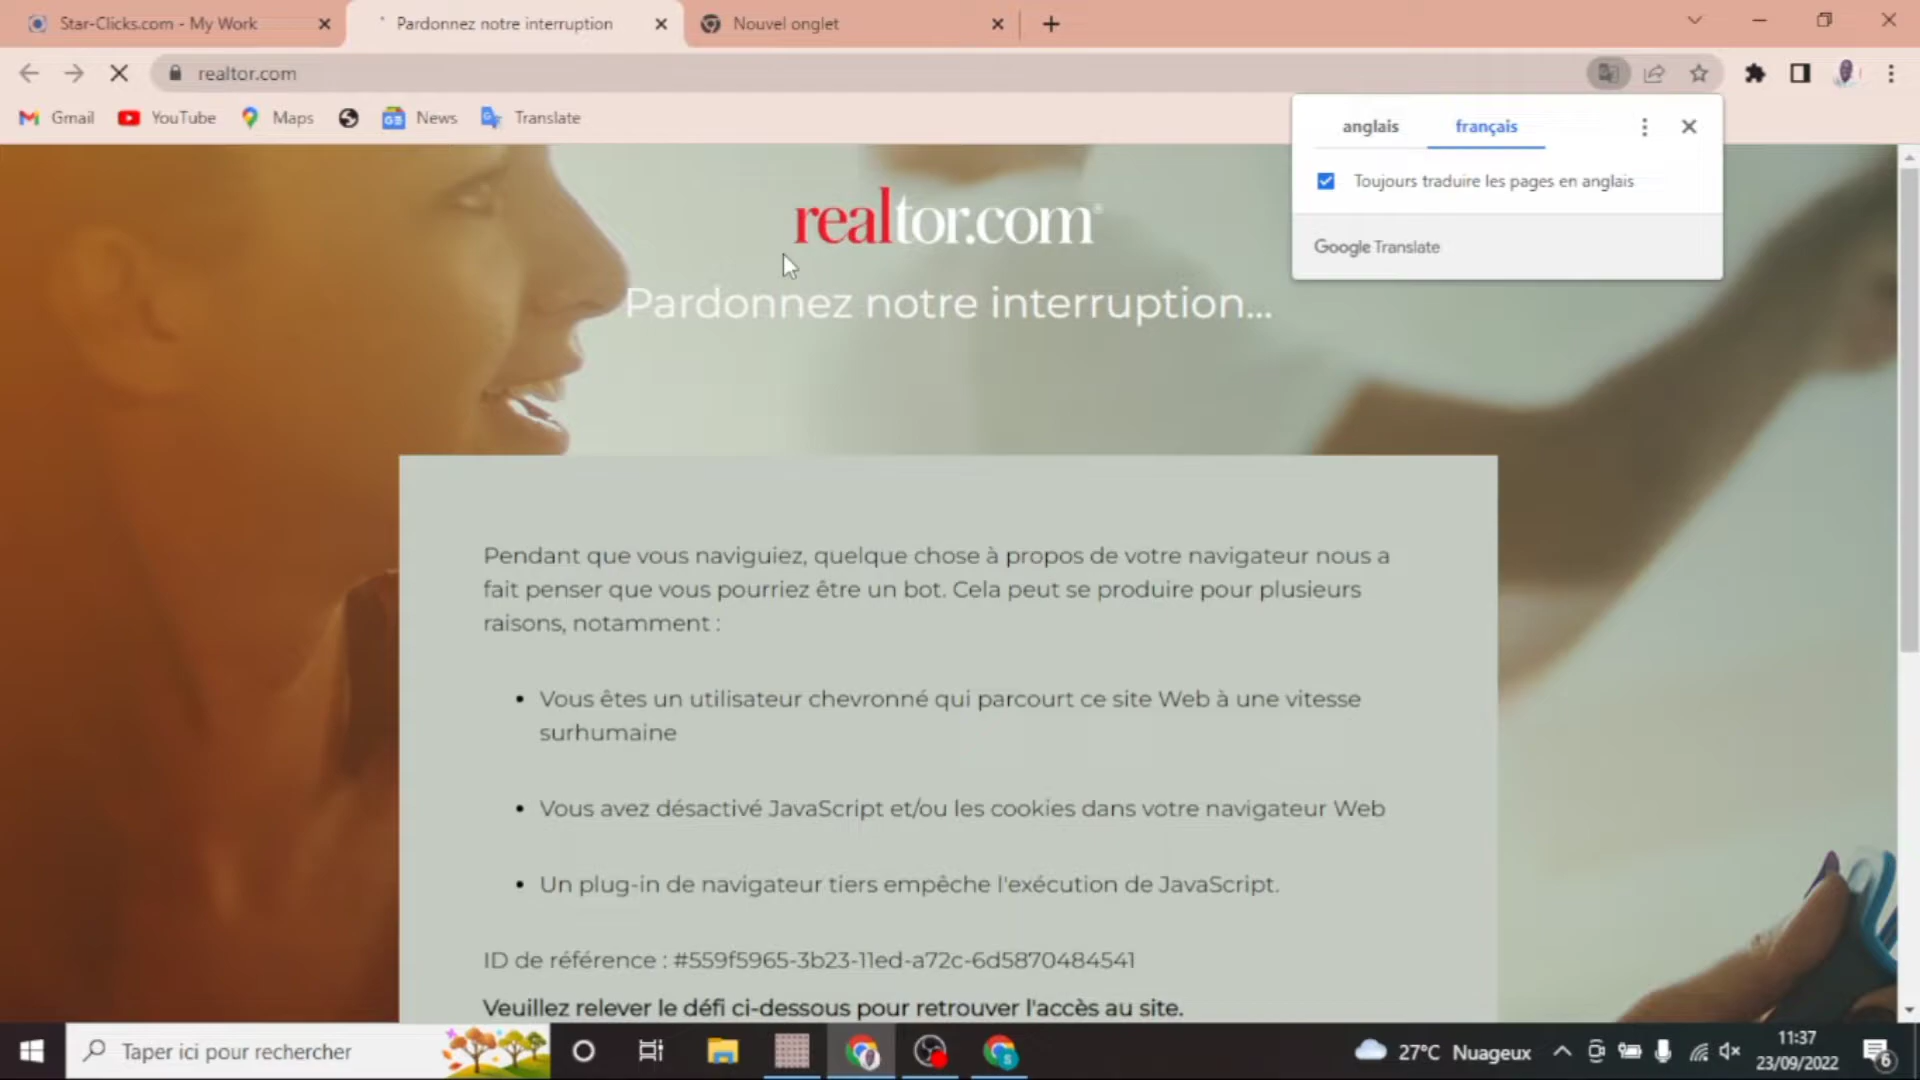 Star-Clicks.com - My Work
Pardonnez notre interruption
Nouvel onglet
realtor.com
Gmail
YouTube
Maps
News
Translate
anglais
français
Toujours traduire les pages en anglais
Google Translate
realtor.com®
Pardonnez notre interruption...
Pendant que vous naviguiez, quelque chose à propos de votre navigateur nous a
fait penser que vous pourriez être un bot. Cela peut se produire pour plusieurs
raisons, notamment :
• Vous êtes un utilisateur chevronné qui parcourt ce site Web à une vitesse
surhumaine
• Vous avez désactivé JavaScript et/ou les cookies dans votre navigateur Web
• Un plug-in de navigateur tiers empêche l'exécution de JavaScript.
ID de référence : #559f5965-3b23-11ed-a72c-6d5870484541
Veuillez relever le défi ci-dessous pour retrouver l'accès au site.
Taper ici pour rechercher
27°C Nuageux
11:37
23/09/2022
6